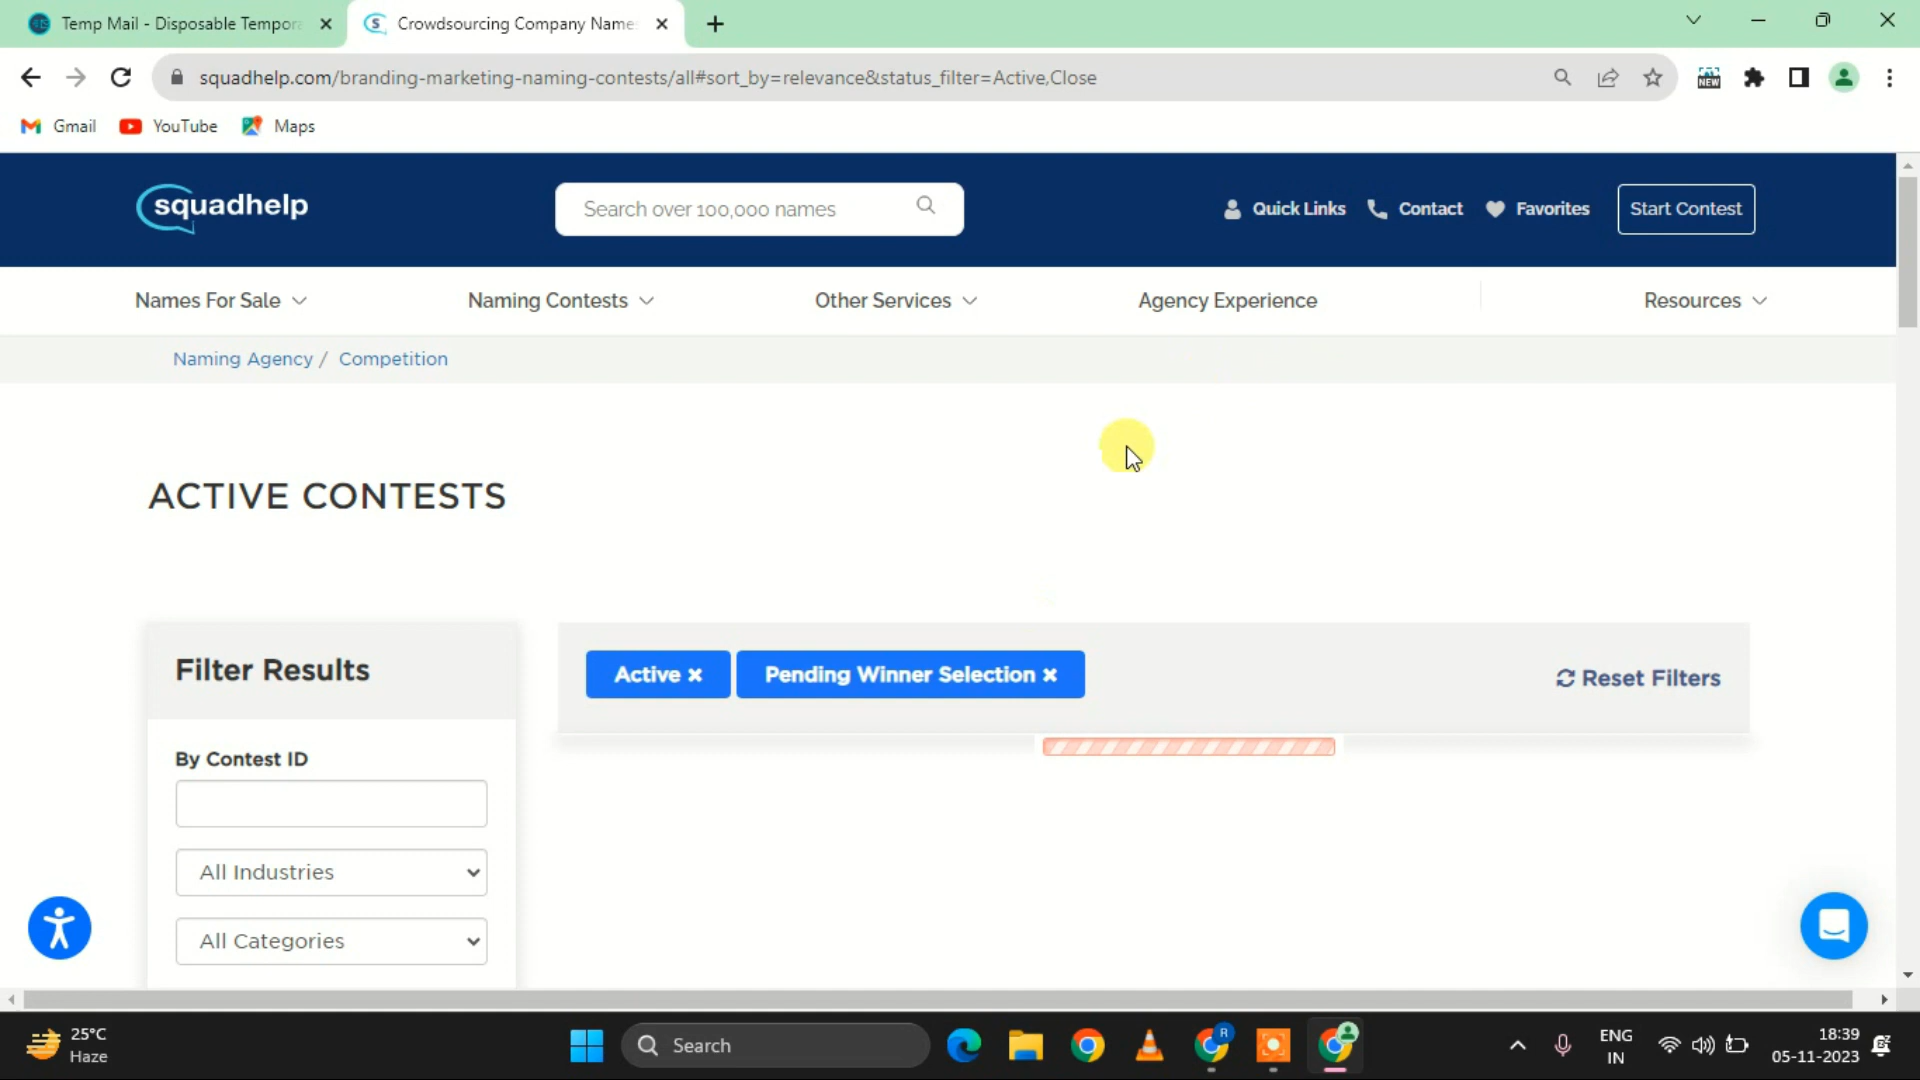 Temp Mail - Disposable Tempora
Crowdsourcing Company Name
squadhelp.com/branding-marketing-naming-contests/all#sort_by=relevance&status_filter=Active,Close
NEW
Gmail
YouTube
Maps
squadhelp
Search over 100,000 names
Quick Links
Contact
Favorites
Start Contest
Names For Sale
Naming Contests
Other Services
Agency Experience
Resources
Naming Agency / Competition
ACTIVE CONTESTS
Filter Results
Active ×
Pending Winner Selection ×
Reset Filters
By Contest ID
All Industries
All Categories
25°C
Haze
Search
R
ENG
IN
18:39
05-11-2023